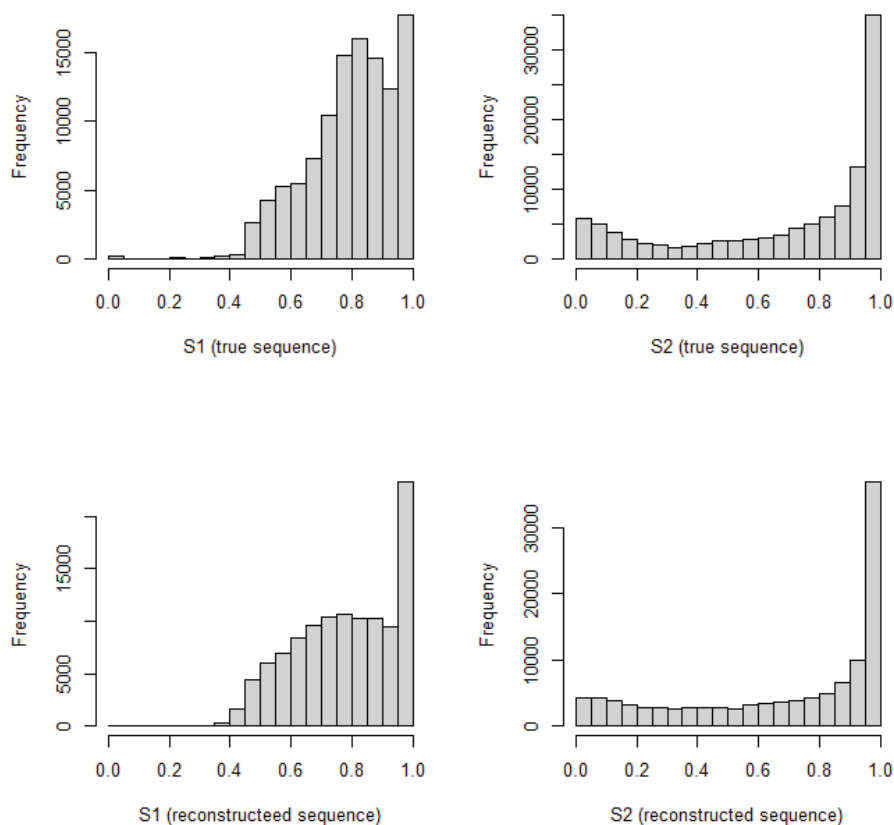 Frequency
0
5000
10000
15000
0.0 0.2 0.4 0.6 0.8 1.0
S1 (true sequence)
Frequency
0
10000
20000
30000
0.0 0.2 0.4 0.6 0.8 1.0
S2 (true sequence)
Frequency
0
5000
15000
0.0 0.2 0.4 0.6 0.8 1.0
S1 (reconstructeed sequence)
Frequency
0
10000
20000
30000
0.0 0.2 0.4 0.6 0.8 1.0
S2 (reconstructed sequence)